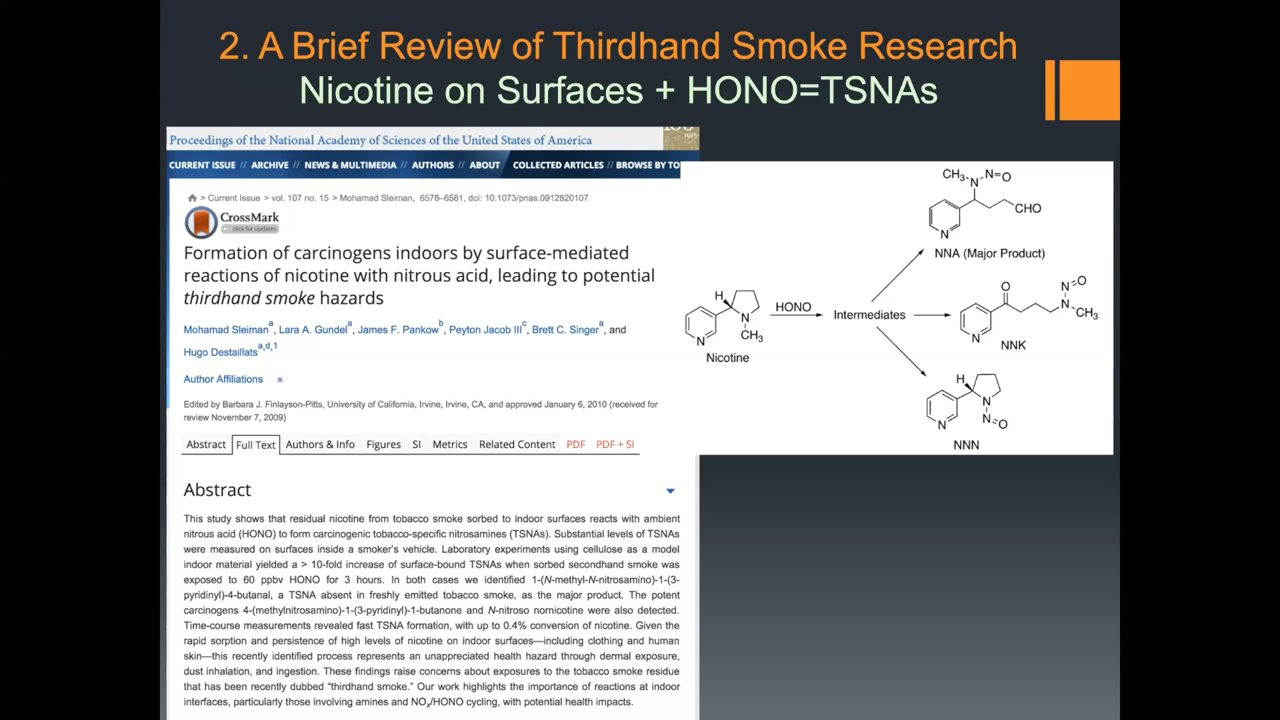 2. A Brief Review of Thirdhand Smoke Research
Nicotine on Surfaces + HONO=TSNAs
Proceedings of the National Academy of Sciences of the United States of America
CURRENT ISSUE // ARCHIVE // NEWS & MULTIMEDIA // AUTHORS // ABOUT COLLECTED ARTICLES // BROWSE BY TO
> Current Issue > vol. 107 no. 15 > Mohamad Sleiman, 6576–6581, doi: 10.1073/pnas.0912820107
CrossMark
click for updates
Formation of carcinogens indoors by surface-mediated
reactions of nicotine with nitrous acid, leading to potential
thirdhand smoke hazards
Mohamad Sleimana, Lara A. Gundela, James F. Pankowb, Peyton Jacob IIIc, Brett C. Singera, and
Hugo Destaillatsa,d,1
Author Affiliations
Edited by Barbara J. Finlayson-Pitts, University of California, Irvine, Irvine, CA, and approved January 6, 2010 (received for
review November 7, 2009)
Abstract Full Text Authors & Info Figures SI Metrics Related Content PDF PDF + SI
Abstract
This study shows that residual nicotine from tobacco smoke sorbed to indoor surfaces reacts with ambient
nitrous acid (HONO) to form carcinogenic tobacco-specific nitrosamines (TSNAs). Substantial levels of TSNAs
were measured on surfaces inside a smoker's vehicle. Laboratory experiments using cellulose as a model
indoor material yielded a > 10-fold increase of surface-bound TSNAs when sorbed secondhand smoke was
exposed to 60 ppbv HONO for 3 hours. In both cases we identified 1-(N-methyl-N-nitrosamino)-1-(3-
pyridinyl)-4-butanal, a TSNA absent in freshly emitted tobacco smoke, as the major product. The potent
carcinogens 4-(methylnitrosamino)-1-(3-pyridinyl)-1-butanone and N-nitroso nornicotine were also detected.
Time-course measurements revealed fast TSNA formation, with up to 0.4% conversion of nicotine. Given the
rapid sorption and persistence of high levels of nicotine on indoor surfaces—including clothing and human
skin—this recently identified process represents an unappreciated health hazard through dermal exposure,
dust inhalation, and ingestion. These findings raise concerns about exposures to the tobacco smoke residue
that has been recently dubbed "thirdhand smoke." Our work highlights the importance of reactions at indoor
interfaces, particularly those involving amines and NOx/HONO cycling, with potential health impacts.
CH3 N N O
CHO
N
NNA (Major Product)
H
N
CH3
N
Nicotine
HONO
Intermediates
O
N O
N CH3
N
NNK
H
N
N O
N
NNN